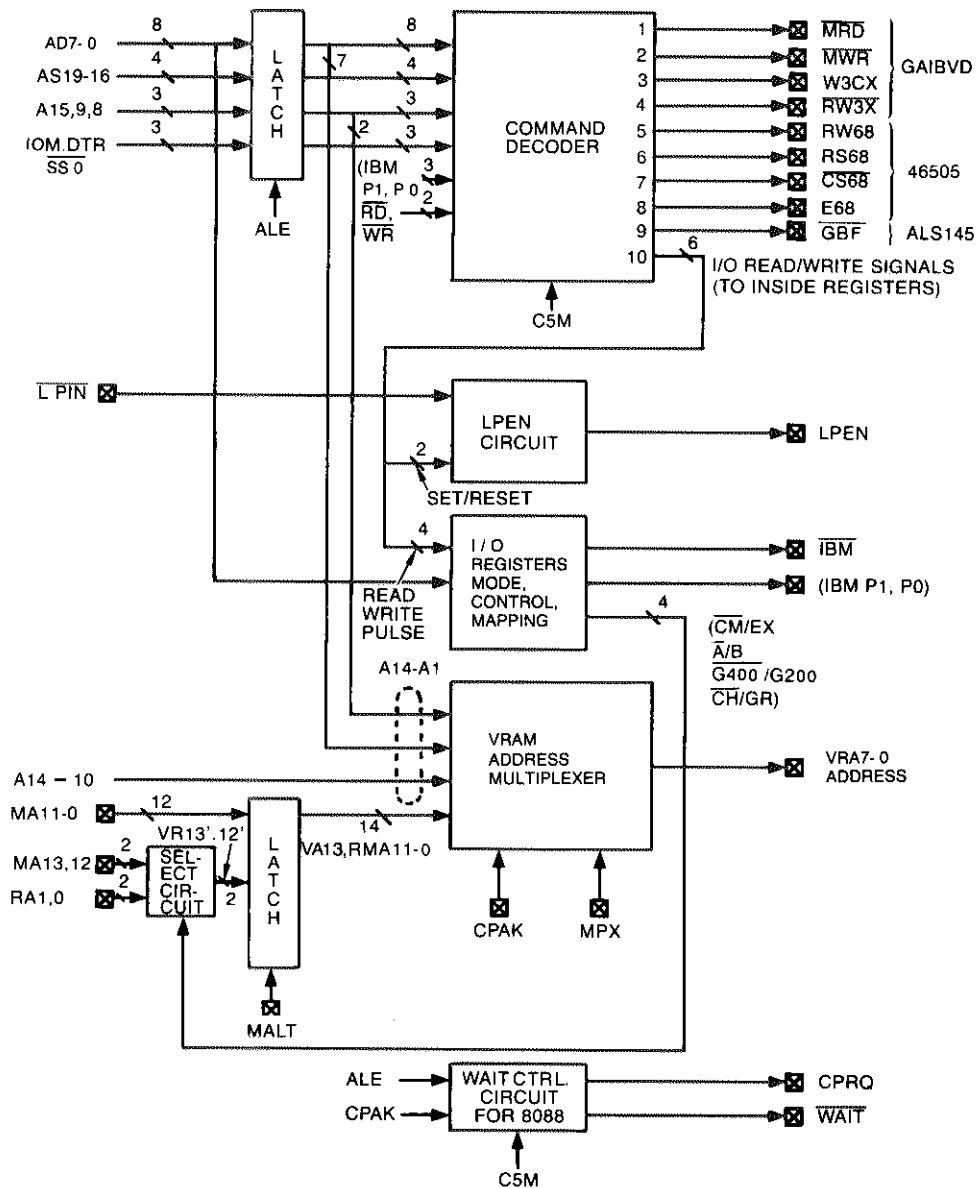 AD7-0
8
AS19-16
4
A15,9,8
3
IOM.DTR
3
SS 0
LATCH
ALE
8
7
4
3
2
3
(IBM
P1, P0
3
RD,
2
WR
COMMAND
DECODER
C5M
1
2
3
4
5
6
7
8
9
10
MRD
MWR
W3CX
RW3X
GAIBVD
RW68
RS68
CS68
E68
46505
GBF
ALS145
6
I/O READ/WRITE SIGNALS
(TO INSIDE REGISTERS)
L PIN
LPEN
CIRCUIT
LPEN
2
SET/RESET
4
READ
WRITE
PULSE
I/O
REGISTERS
MODE,
CONTROL,
MAPPING
IBM
(IBM P1, P0)
4
(CM/EX
A/B
G400/G200
CH/GR)
A14-A1
VRAM
ADDRESS
MULTIPLEXER
VRA7-0
ADDRESS
A14 - 10
MA11-0
12
14
VA13,RMA11-0
VR13'.12'
MA13,12
2
RA1,0
2
SEL-
ECT
CIR-
CUIT
2
LATCH
MALT
CPAK
MPX
ALE
CPAK
WAIT CTRL.
CIRCUIT
FOR 8088
C5M
CPRQ
WAIT